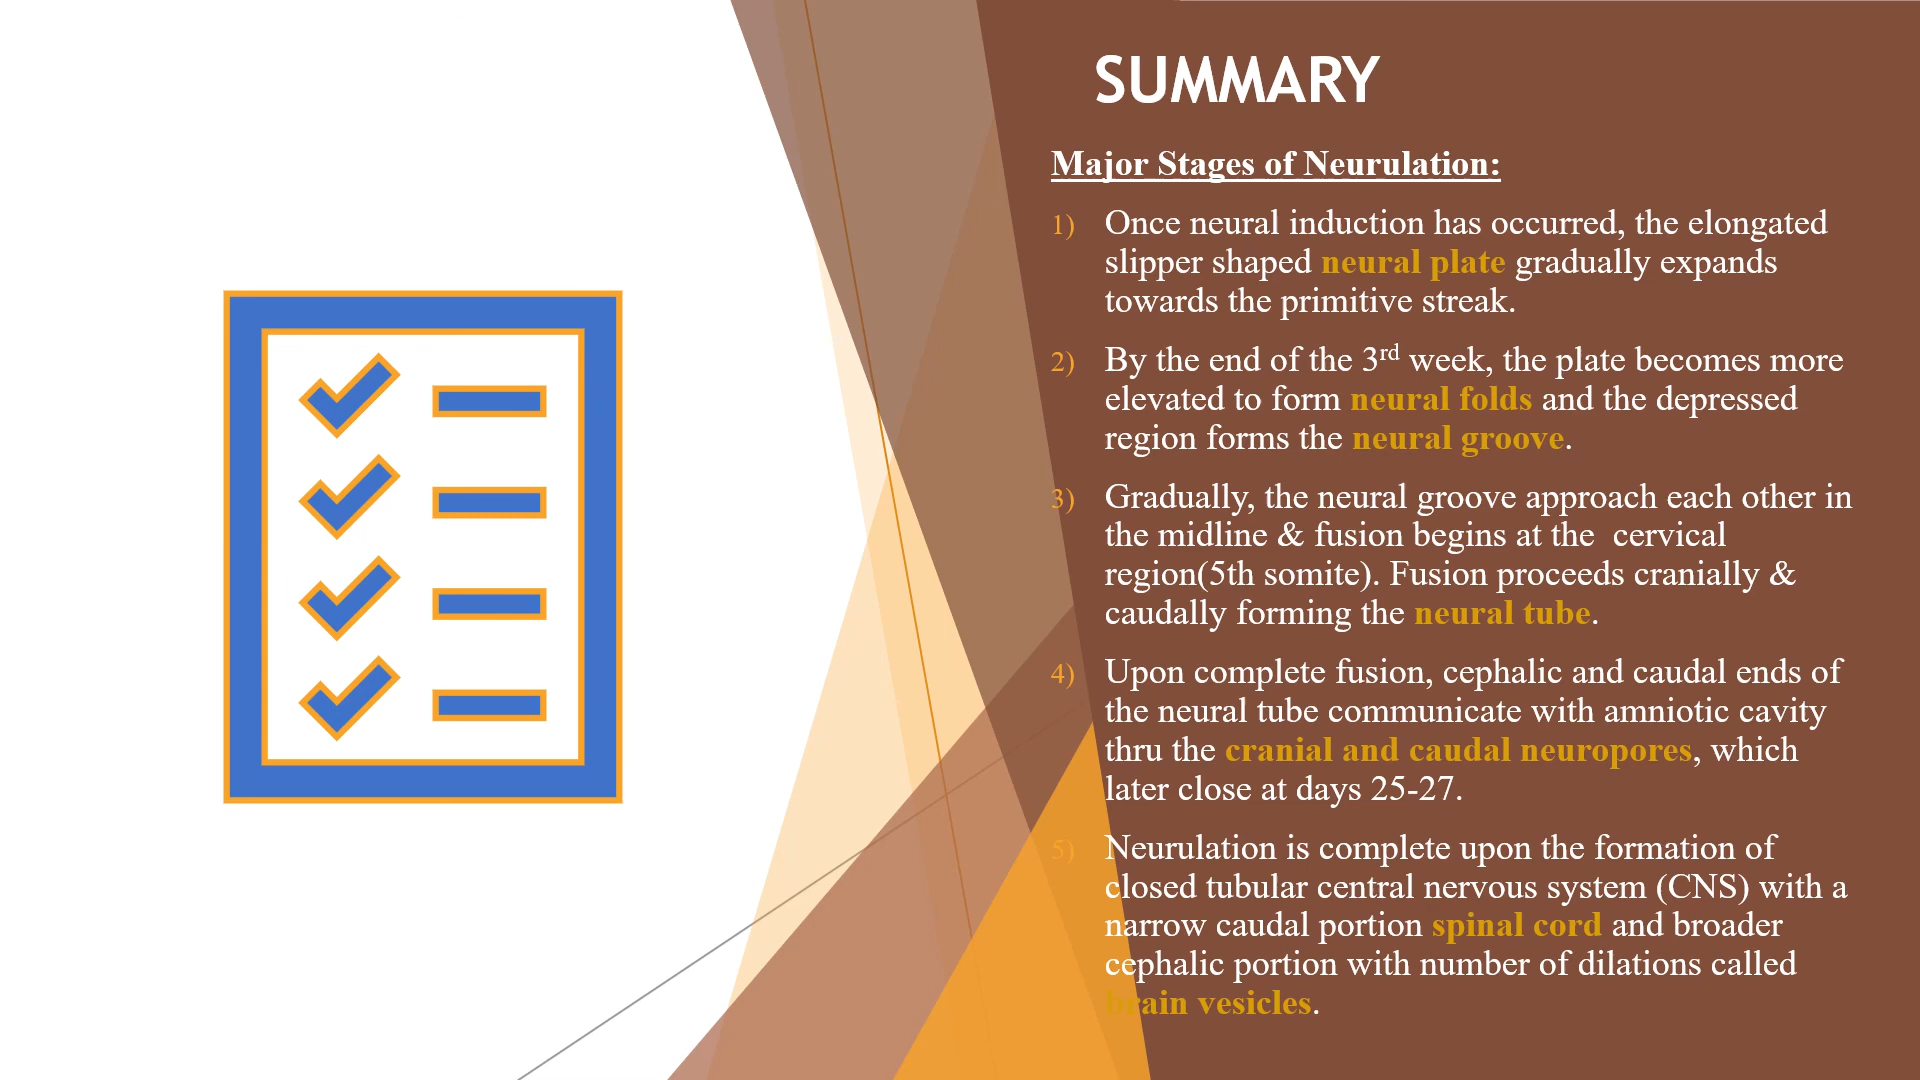 SUMMARY
Major Stages of Neurulation:
1) Once neural induction has occurred, the elongated
slipper shaped neural plate gradually expands
towards the primitive streak.
2) By the end of the 3rd week, the plate becomes more
elevated to form neural folds and the depressed
region forms the neural groove.
3) Gradually, the neural groove approach each other in
the midline & fusion begins at the  cervical
region(5th somite). Fusion proceeds cranially &
caudally forming the neural tube.
4) Upon complete fusion, cephalic and caudal ends of
the neural tube communicate with amniotic cavity
thru the cranial and caudal neuropores, which
later close at days 25-27.
5) Neurulation is complete upon the formation of
closed tubular central nervous system (CNS) with a
narrow caudal portion spinal cord and broader
cephalic portion with number of dilations called
brain vesicles.